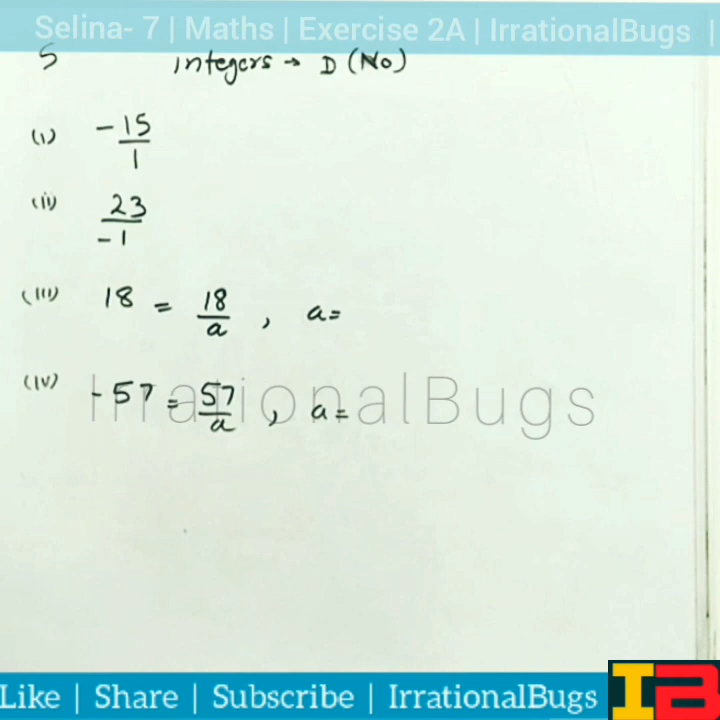 Selina- 7 | Maths | Exercise 2A | IrrationalBugs |
5 integers → D (No)
(i) -15/1
(ii) 23/-1
(iii) 18 = 18/a , a=
(iv) -57 = 57/a , a=
IrrationalBugs
Like | Share | Subscribe | IrrationalBugs
IB